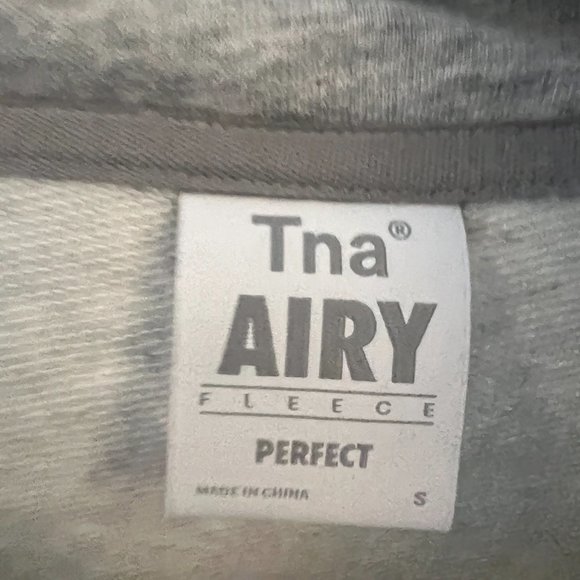 Tna®
AIRY
FLEECE
PERFECT
MADE IN CHINA S